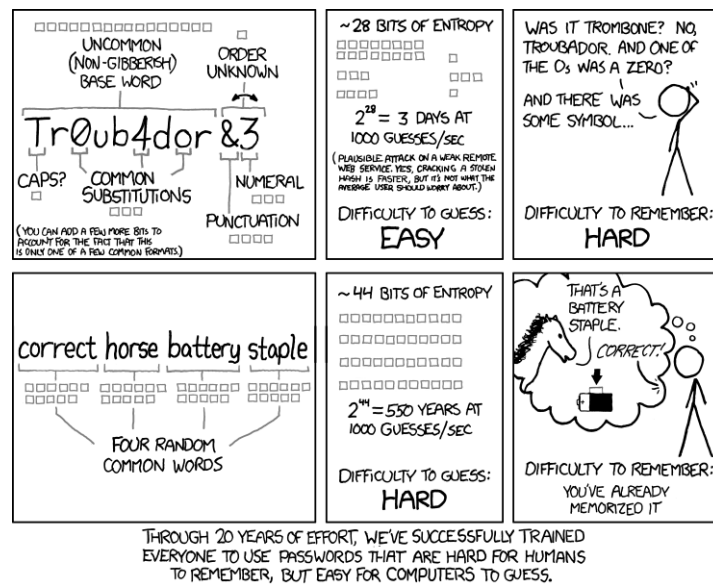 UNCOMMON
(NON-GIBBERISH)
BASE WORD
ORDER
UNKNOWN
Tr0ub4dor &3
CAPS?
COMMON
SUBSTITUTIONS
NUMERAL
PUNCTUATION
(YOU CAN ADD A FEW MORE BITS TO
ACCOUNT FOR THE FACT THAT THIS
IS ONLY ONE OF A FEW COMMON FORMATS.)
~28 BITS OF ENTROPY
2²⁸ = 3 DAYS AT
1000 GUESSES/SEC
(PLAUSIBLE ATTACK ON A WEAK REMOTE
WEB SERVICE. YES, CRACKING A STOLEN
HASH IS FASTER, BUT IT'S NOT WHAT THE
AVERAGE USER SHOULD WORRY ABOUT.)
DIFFICULTY TO GUESS:
EASY
WAS IT TROMBONE? NO,
TROUBADOR. AND ONE OF
THE Os WAS A ZERO?
AND THERE WAS
SOME SYMBOL...
DIFFICULTY TO REMEMBER:
HARD
correct horse battery staple
FOUR RANDOM
COMMON WORDS
~44 BITS OF ENTROPY
2⁴⁴ = 550 YEARS AT
1000 GUESSES/SEC
DIFFICULTY TO GUESS:
HARD
THAT'S A
BATTERY
STAPLE.
CORRECT!
DIFFICULTY TO REMEMBER:
YOU'VE ALREADY
MEMORIZED IT
THROUGH 20 YEARS OF EFFORT, WE'VE SUCCESSFULLY TRAINED
EVERYONE TO USE PASSWORDS THAT ARE HARD FOR HUMANS
TO REMEMBER, BUT EASY FOR COMPUTERS TO GUESS.